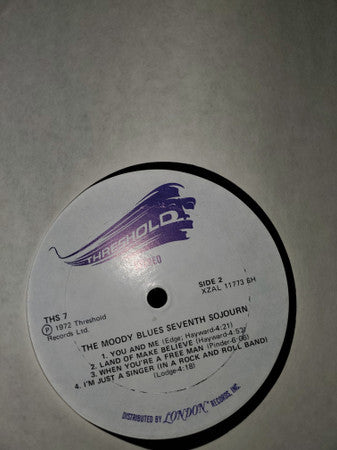 THRESHOLD
STEREO
THS 7
℗ 1972 Threshold
Records Ltd.
SIDE 2
XZAL 11773 6H
THE MOODY BLUES SEVENTH SOJOURN
1. YOU AND ME (Edge, Hayward-4:21)
2. LAND OF MAKE BELIEVE (Hayward-4:52)
3. WHEN YOU'RE A FREE MAN (Pinder-6:06)
4. I'M JUST A SINGER (IN A ROCK AND ROLL BAND)
(Lodge-4:18)
DISTRIBUTED BY LONDON® RECORDS, INC.